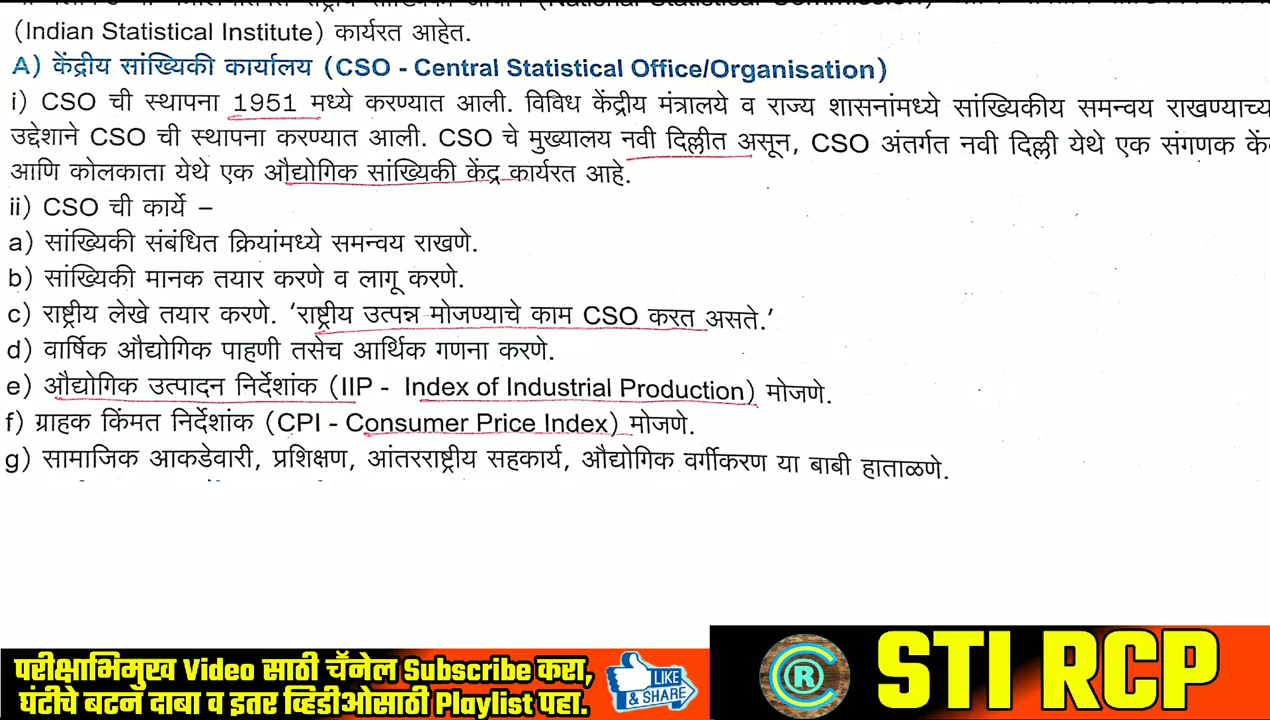 (Indian Statistical Institute) कार्यरत आहेत.
A) केंद्रीय सांख्यिकी कार्यालय (CSO - Central Statistical Office/Organisation)
i) CSO ची स्थापना 1951 मध्ये करण्यात आली. विविध केंद्रीय मंत्रालये व राज्य शासनांमध्ये सांख्यिकीय समन्वय राखण्याच्य
उद्देशाने CSO ची स्थापना करण्यात आली. CSO चे मुख्यालय नवी दिल्लीत असून, CSO अंतर्गत नवी दिल्ली येथे एक संगणक कें
आणि कोलकाता येथे एक औद्योगिक सांख्यिकी केंद्र कार्यरत आहे.
ii) CSO ची कार्ये –
a) सांख्यिकी संबंधित क्रियांमध्ये समन्वय राखणे.
b) सांख्यिकी मानक तयार करणे व लागू करणे.
c) राष्ट्रीय लेखे तयार करणे. ‘राष्ट्रीय उत्पन्न मोजण्याचे काम CSO करत असते.’
d) वार्षिक औद्योगिक पाहणी तसेच आर्थिक गणना करणे.
e) औद्योगिक उत्पादन निर्देशांक (IIP - Index of Industrial Production) मोजणे.
f) ग्राहक किंमत निर्देशांक (CPI - Consumer Price Index) मोजणे.
g) सामाजिक आकडेवारी, प्रशिक्षण, आंतरराष्ट्रीय सहकार्य, औद्योगिक वर्गीकरण या बाबी हाताळणे.
परीक्षाभिमुख Video साठी चॅनेल Subscribe करा,
घंटीचे बटन दाबा व इतर व्हिडीओसाठी Playlist पहा.
LIKE
& SHARE
R
STI RCP